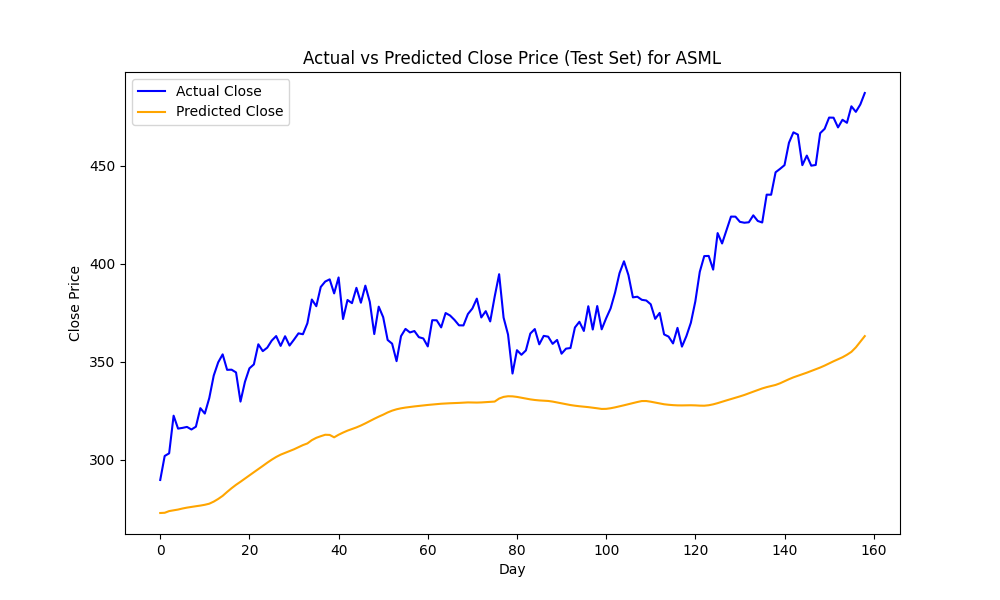 Actual vs Predicted Close Price (Test Set) for ASML
Actual Close
Predicted Close
450
400
350
300
Close Price
0 20 40 60 80 100 120 140 160
Day